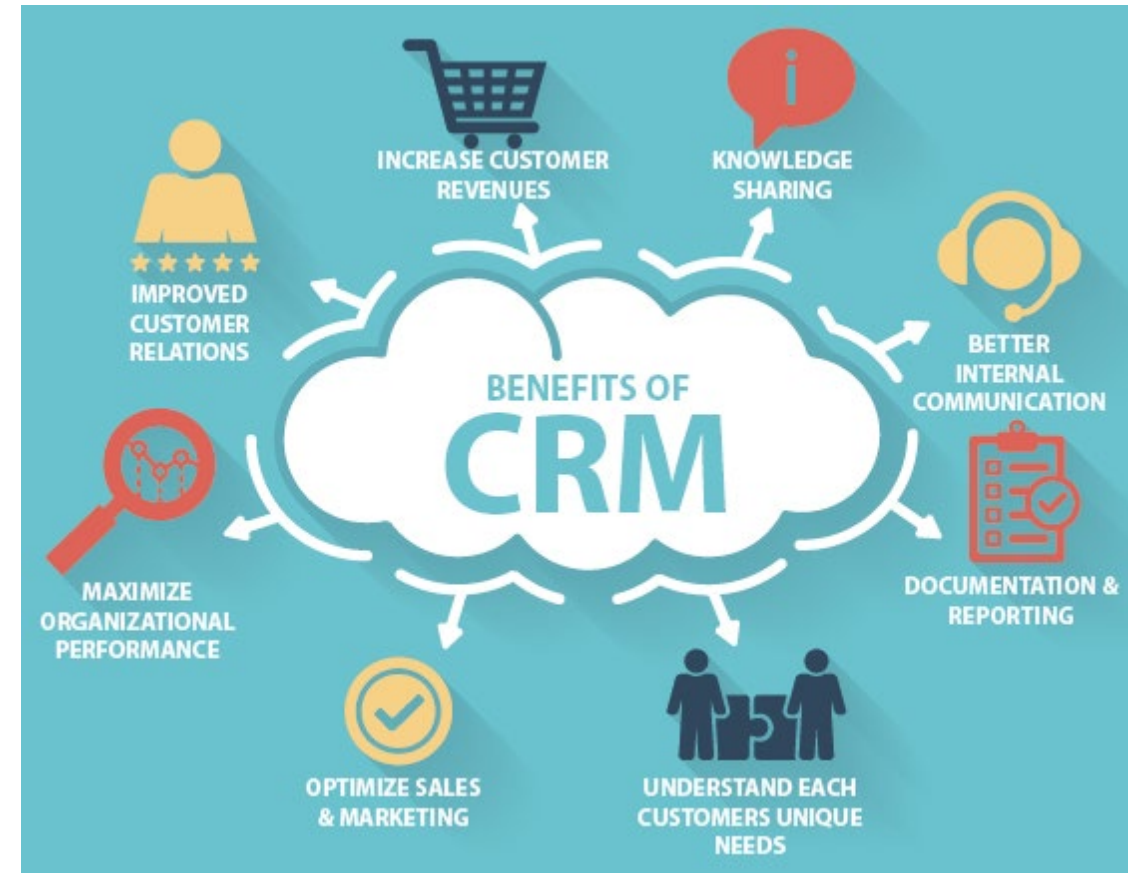 INCREASE CUSTOMER
REVENUES
KNOWLEDGE
SHARING
IMPROVED
CUSTOMER
RELATIONS
BETTER
INTERNAL
COMMUNICATION
BENEFITS OF
CRM
MAXIMIZE
ORGANIZATIONAL
PERFORMANCE
DOCUMENTATION &
REPORTING
OPTIMIZE SALES
& MARKETING
UNDERSTAND EACH
CUSTOMERS UNIQUE
NEEDS